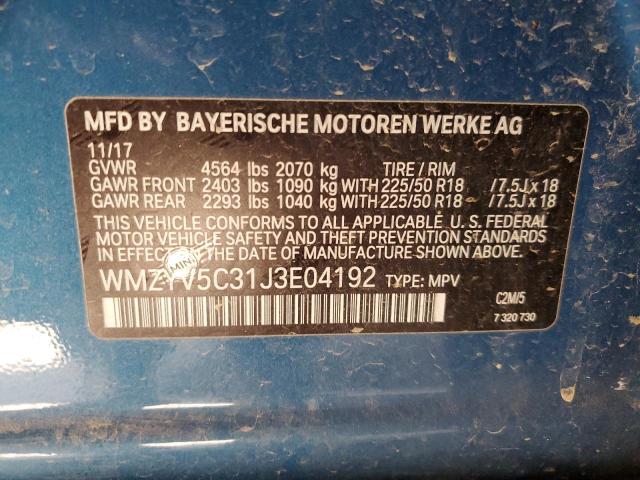 MFD BY BAYERISCHE MOTOREN WERKE AG
11/17
GVWR 4564 lbs 2070 kg TIRE / RIM
GAWR FRONT 2403 lbs 1090 kg WITH 225/50 R18 /7.5J x 18
GAWR REAR 2293 lbs 1040 kg WITH 225/50 R18 /7.5J x 18
THIS VEHICLE CONFORMS TO ALL APPLICABLE U. S. FEDERAL
MOTOR VEHICLE SAFETY, BUMPER, AND THEFT PREVENTION
STANDARDS IN EFFECT ON THE DATE OF MANUFACTURE SHOWN ABOVE.
MINI
TYPE: MPV
C2M/5
7 320 730